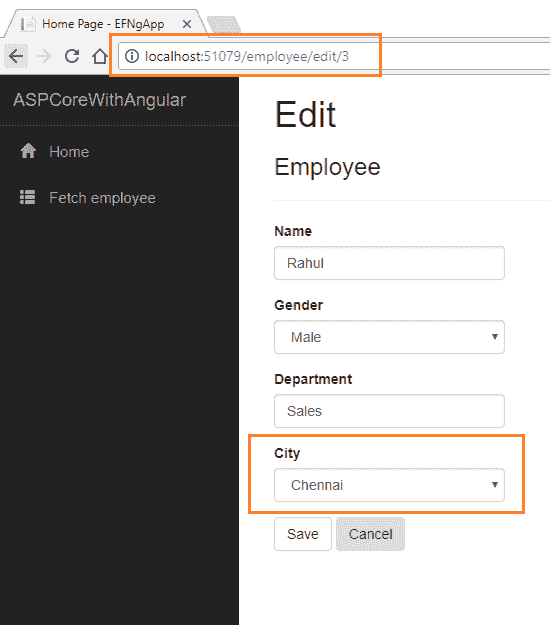 Home Page - EFNgApp
localhost:51079/employee/edit/3
ASPCoreWithAngular
Home
Fetch employee
Edit
Employee
Name
Rahul
Gender
Male
Department
Sales
City
Chennai
Save Cancel